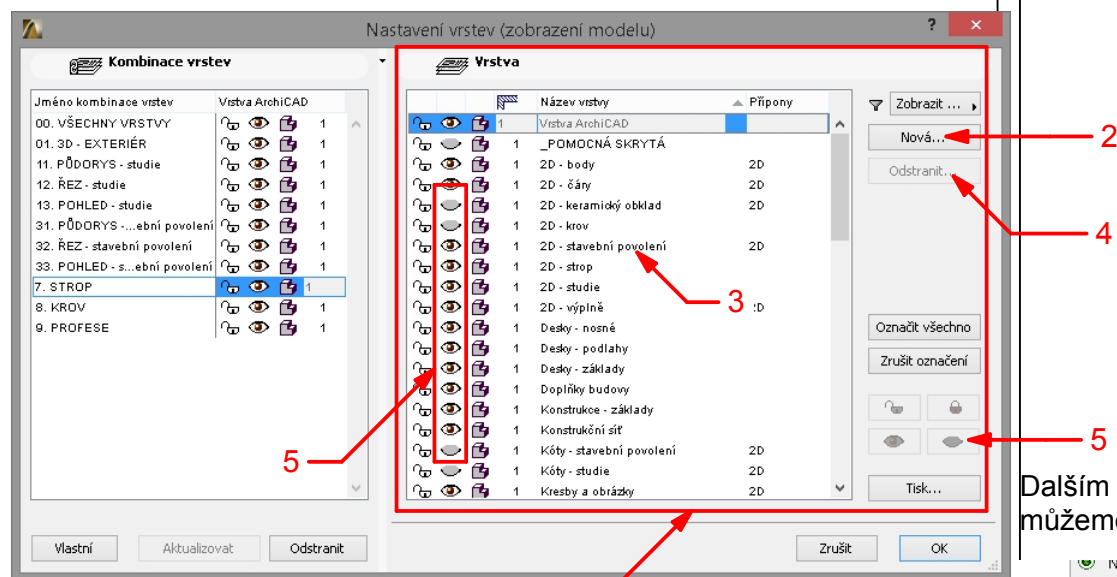 Nastavení vrstev (zobrazení modelu) ? ×
Kombinace vrstev
Jméno kombinace vrstev Vrstva ArchiCAD
00. VŠECHNY VRSTVY 1
01. 3D - EXTERIÉR 1
11. PŮDORYS - studie 1
12. ŘEZ - studie 1
13. POHLED - studie 1
31. PŮDORYS -...ební povolení 1
32. ŘEZ - stavební povolení 1
33. POHLED - s...ební povolení 1
7. STROP 1
8. KROV 1
9. PROFESE 1
Vlastní Aktualizovat Odstranit
Vrstva
Název vrstvy Přípony
1 Vrstva ArchiCAD
1 _POMOCNÁ SKRYTÁ
1 2D - body 2D
1 2D - čáry 2D
1 2D - keramický obklad 2D
1 2D - krov
1 2D - stavební povolení 2D
1 2D - strop
1 2D - studie
1 2D - výplně :D
1 Desky - nosné
1 Desky - podlahy
1 Desky - základy
1 Doplňky budovy
1 Konstrukce - základy
1 Konstrukční síť
1 Kóty - stavební povolení 2D
1 Kóty - studie 2D
1 Kresby a obrázky 2D
Zobrazit ...
Nová...
Odstranit...
Označit všechno
Zrušit označení
Tisk...
Zrušit OK
2
4
3
5
5
5
Dalším
můžeme